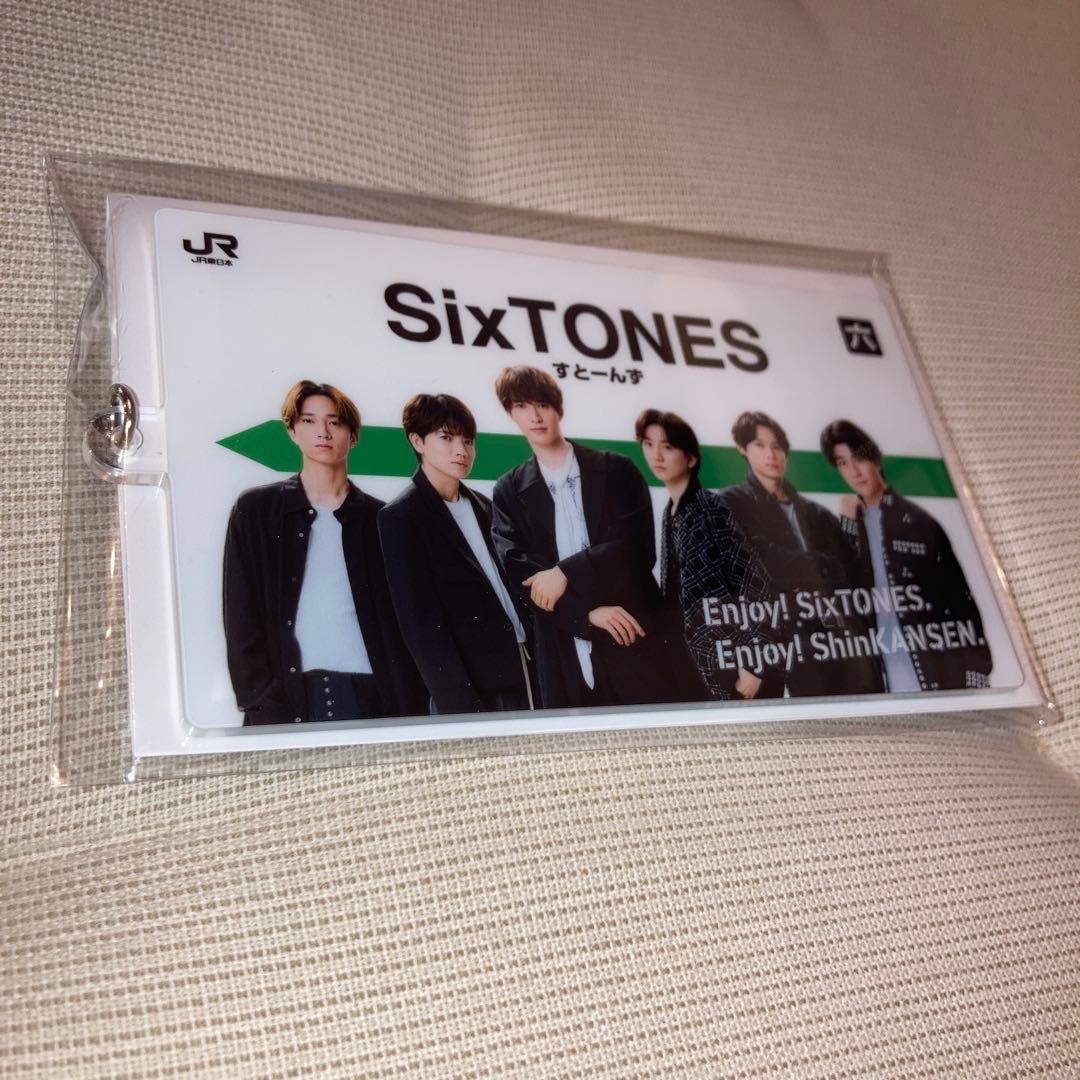 JR
JR東日本
SixTONES
六
すとーんず
Enjoy! SixTONES.
Enjoy! ShinKANSEN.